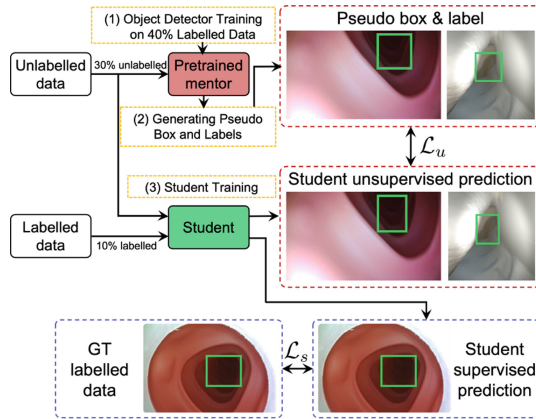 (1) Object Detector Training
on 40% Labelled Data
Pseudo box & label
Unlabelled
data
30% unlabelled
Pretrained
mentor
(2) Generating Pseudo
Box and Labels
ℒu
(3) Student Training
Student unsupervised prediction
Labelled
data
10% labelled
Student
GT
labelled
data
ℒs
Student
supervised
prediction